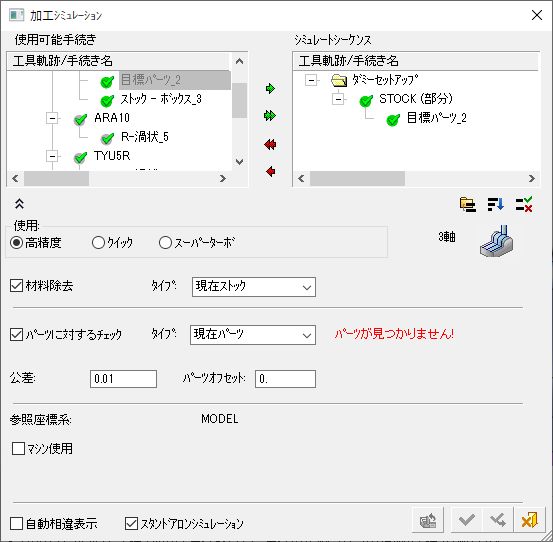 加工ｼﾐｭﾚｰｼｮﾝ
使用可能手続き
工具軌跡/手続き名
目標ﾊﾟｰﾂ_2
ｽﾄｯｸ - ﾎﾞｯｸｽ_3
ARA10
R-渦状_5
TYU5R
ｼﾐｭﾚｰﾄｼｰｹﾝｽ
工具軌跡/手続き名
ﾀﾞﾐｰｾｯﾄｱｯﾌﾟ
STOCK (部分)
目標ﾊﾟｰﾂ_2
使用:
高精度 ｸｲｯｸ ｽｰﾊﾟｰﾀｰﾎﾞ
3軸
材料除去 ﾀｲﾌﾟ: 現在ｽﾄｯｸ
ﾊﾟｰﾂに対するﾁｪｯｸ ﾀｲﾌﾟ: 現在ﾊﾟｰﾂ ﾊﾟｰﾂが見つかりません!
公差: 0.01 ﾊﾟｰﾂｵﾌｾｯﾄ: 0.
参照座標系: MODEL
ﾏｼﾝ使用
自動相違表示 ｽﾀﾝﾄﾞｱﾛﾝｼﾐｭﾚｰｼｮﾝ